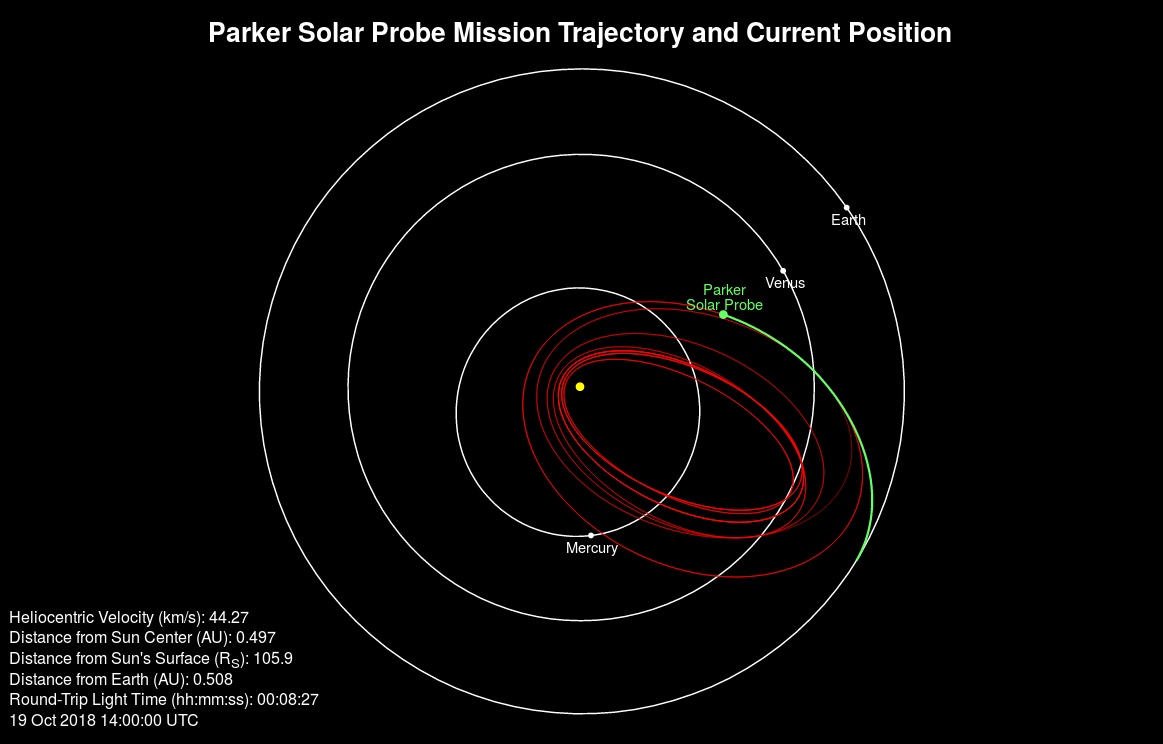 Parker Solar Probe Mission Trajectory and Current Position
Earth
Venus
Parker
Solar Probe
Mercury
Heliocentric Velocity (km/s): 44.27
Distance from Sun Center (AU): 0.497
Distance from Sun's Surface (RS): 105.9
Distance from Earth (AU): 0.508
Round-Trip Light Time (hh:mm:ss): 00:08:27
19 Oct 2018 14:00:00 UTC